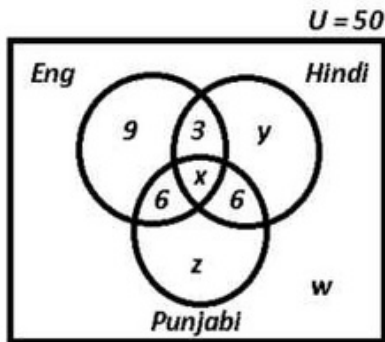 U = 50
Eng Hindi
9 3 y
x
6 6
z
w
Punjabi